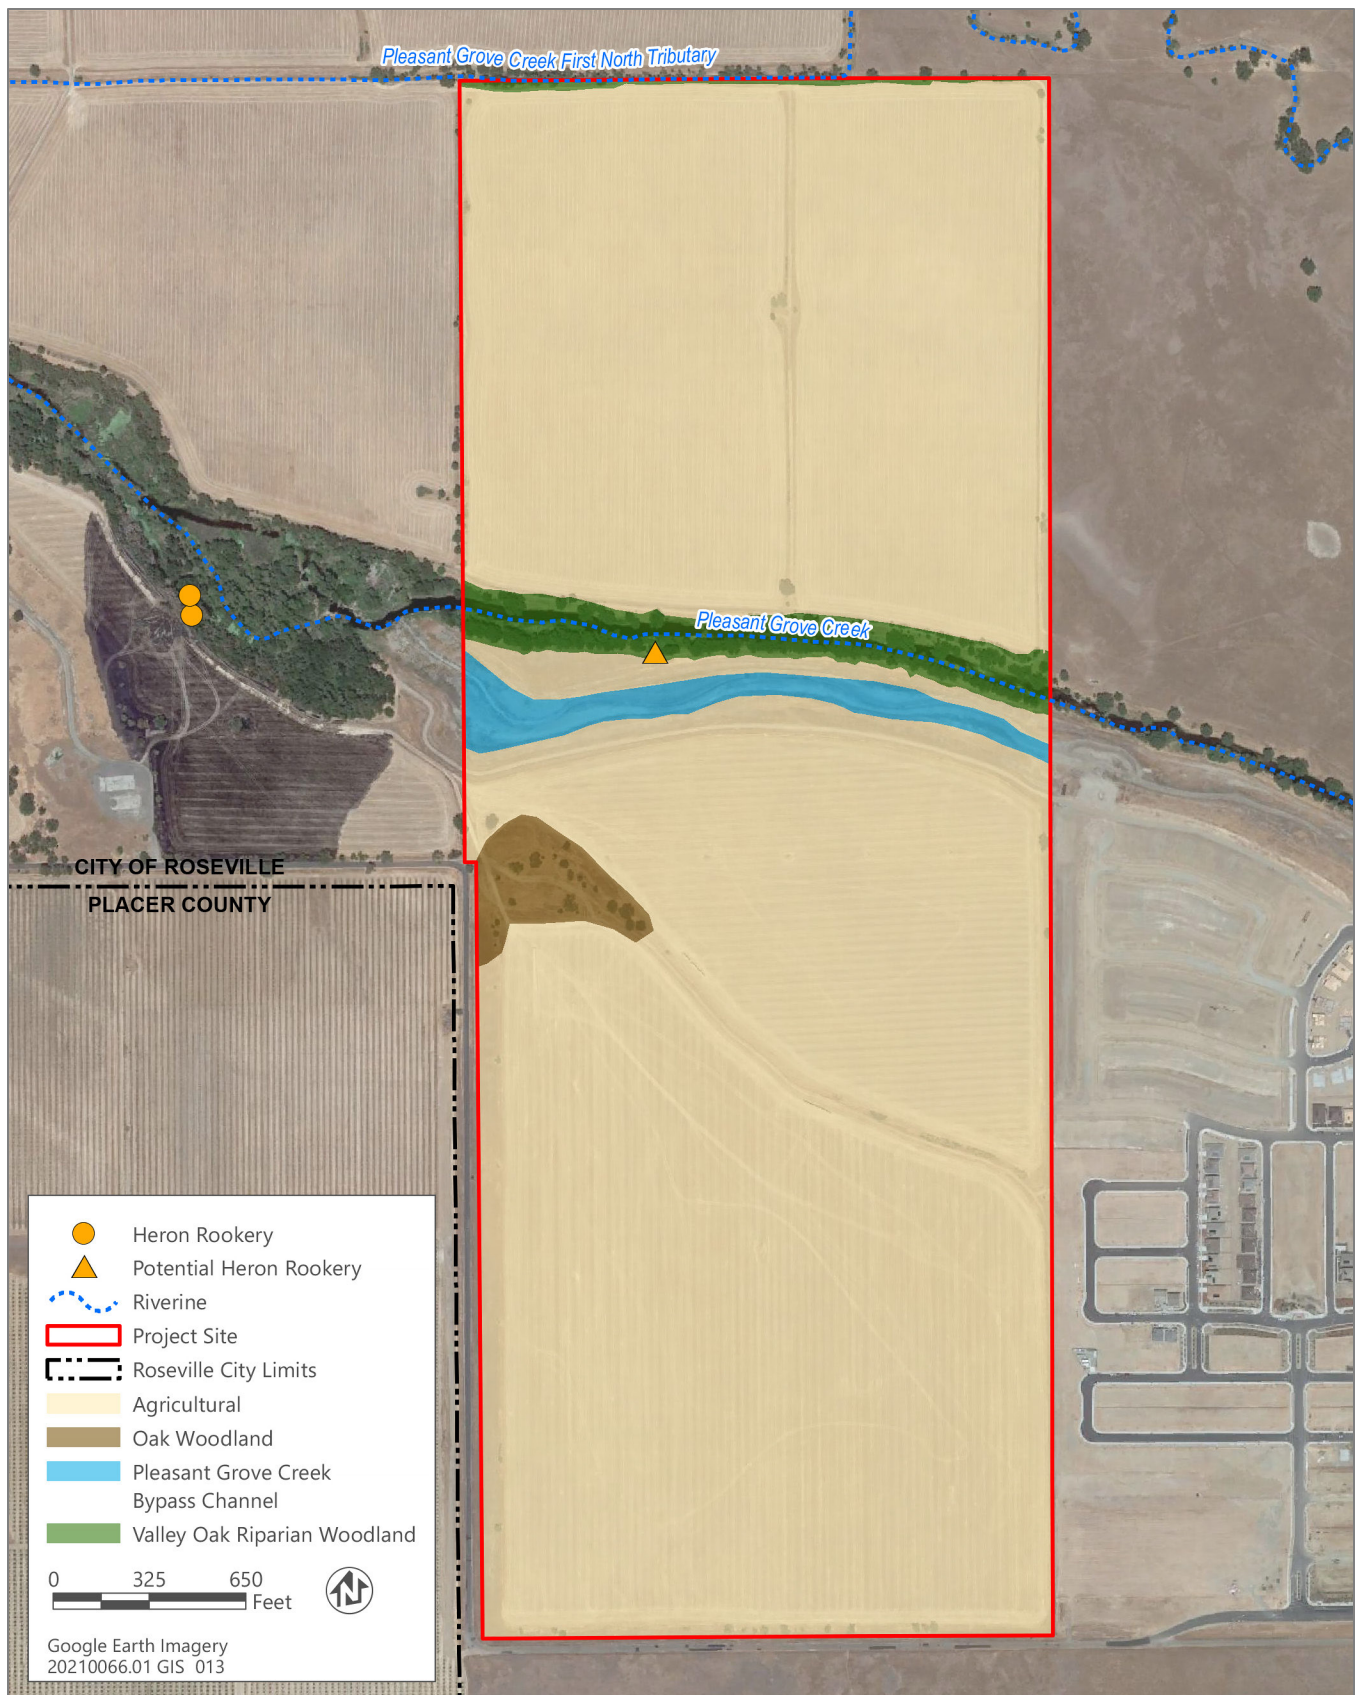 Pleasant Grove Creek First North Tributary
Pleasant Grove Creek
CITY OF ROSEVILLE
PLACER COUNTY
Heron Rookery
Potential Heron Rookery
Riverine
Project Site
Roseville City Limits
Agricultural
Oak Woodland
Pleasant Grove Creek
Bypass Channel
Valley Oak Riparian Woodland
0 325 650
Feet
N
Google Earth Imagery
20210066.01 GIS 013